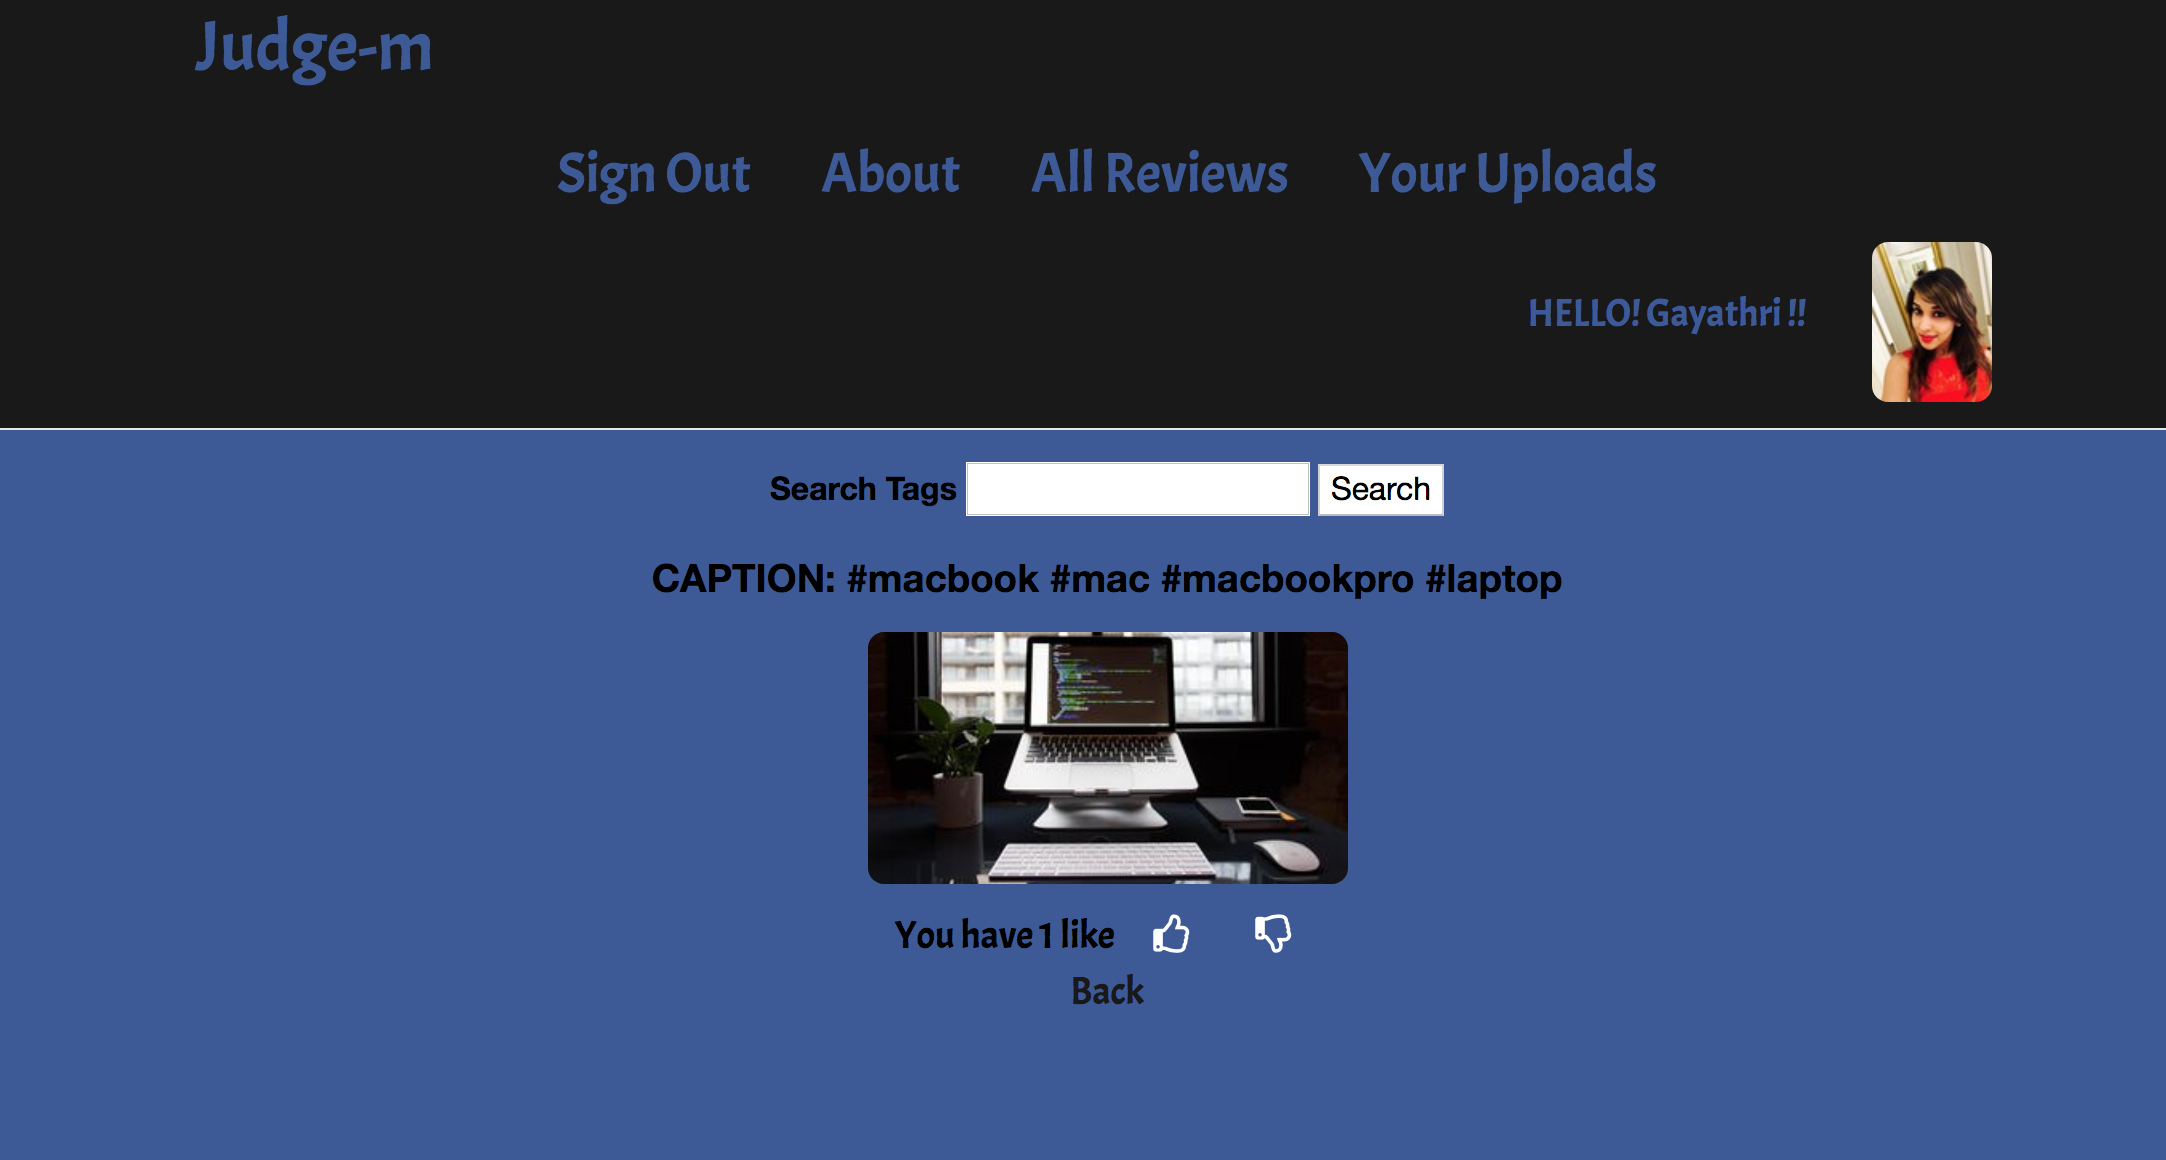 Judge-m
Sign Out About All Reviews Your Uploads
HELLO! Gayathri !!
Search Tags Search
CAPTION: #macbook #mac #macbookpro #laptop
You have 1 like
Back